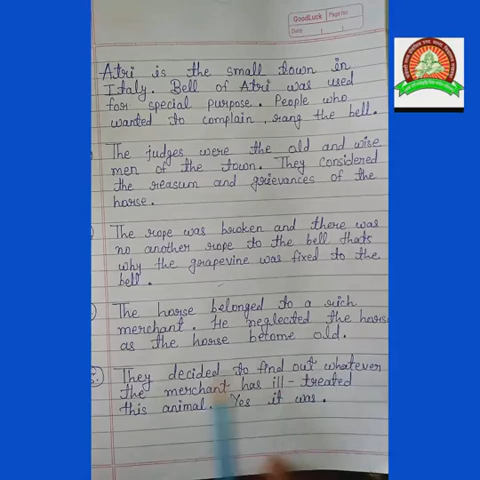 GoodLuck
Page No.
Date
Atri is the small town in
Italy. Bell of Atri was used
for special purpose. People who
wanted to complain, rang the bell.
The judges were the old and wise
men of the town. They considered
the reasum and grievances of the
horse.
The rope was broken and there was
no another rope to the bell thats
why the grapevine was fixed to the
bell.
The horse belonged to a rich
merchant. He neglected the horse
as the horse become old.
They decided to find out whatever
the merchant has ill-treated
this animal. Yes it was.